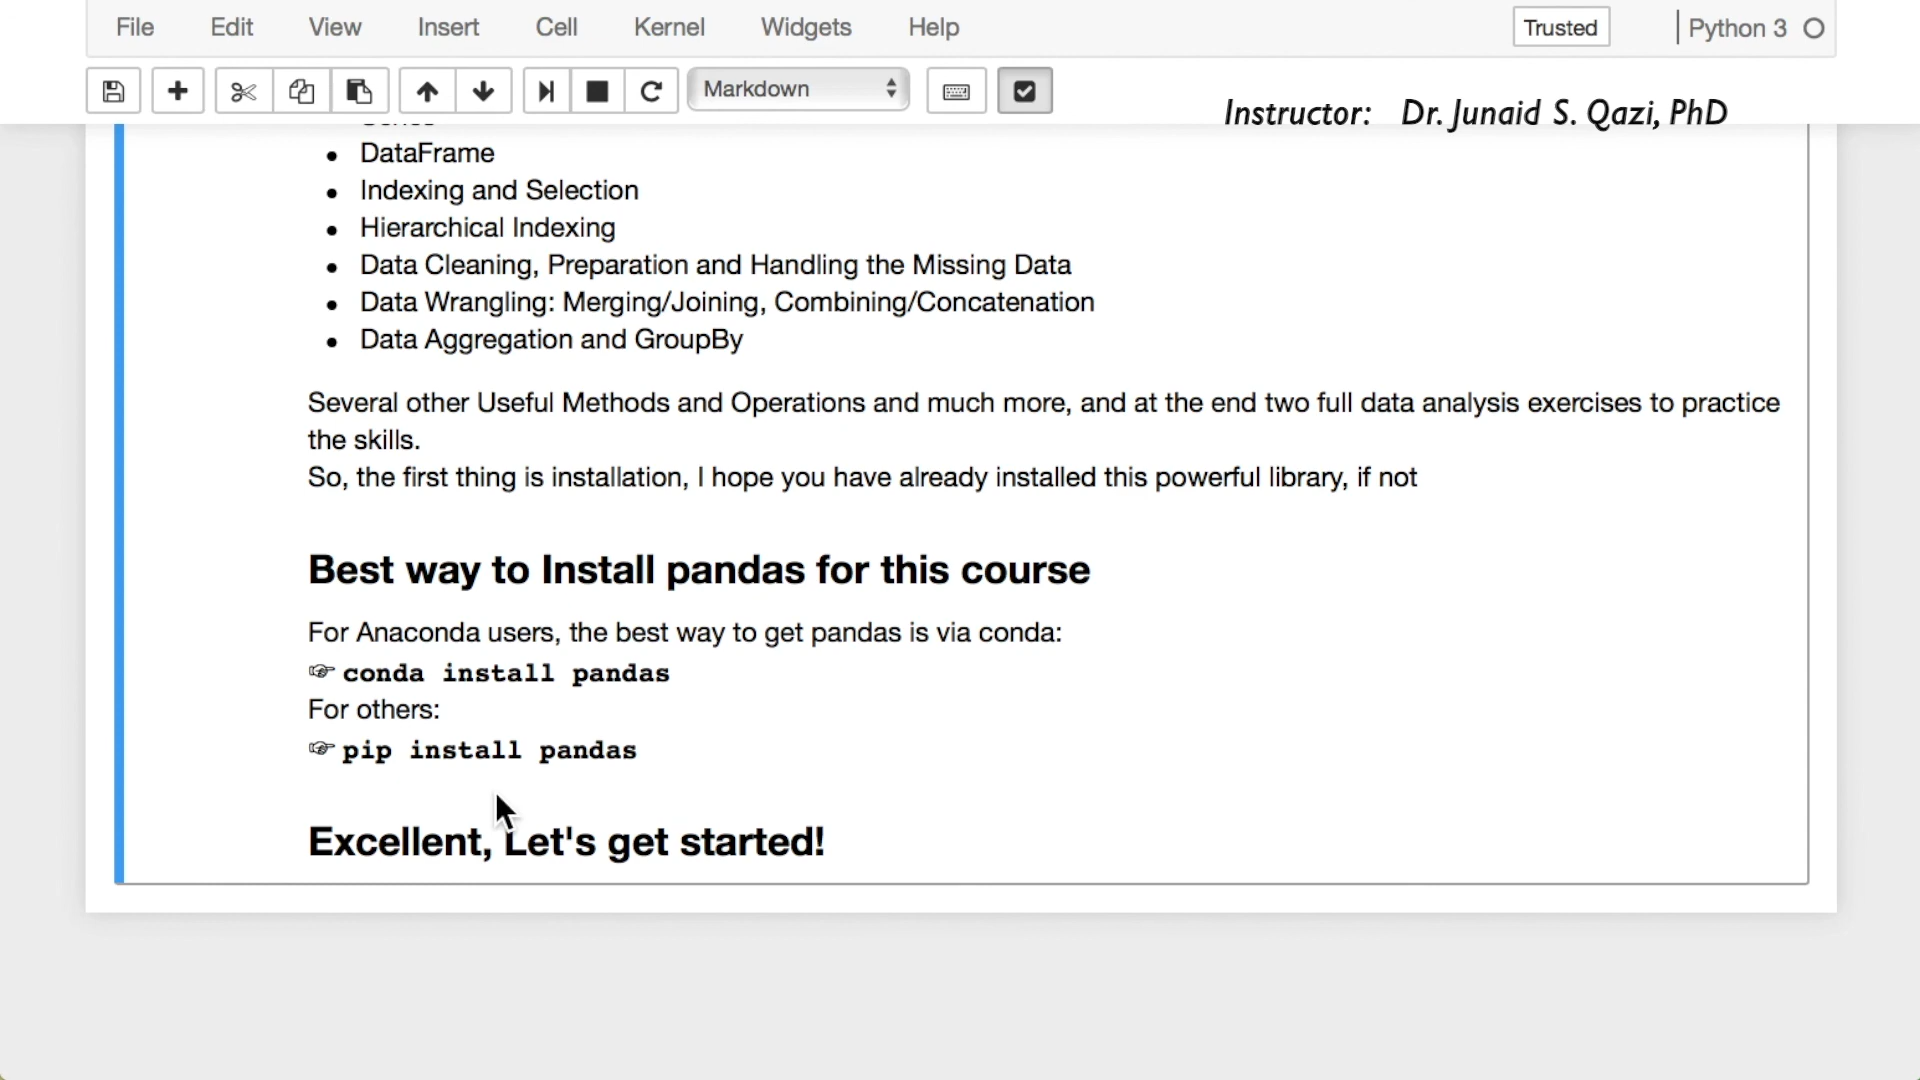 File Edit View Insert Cell Kernel Widgets Help Trusted Python 3
Markdown
Instructor: Dr. Junaid S. Qazi, PhD
DataFrame
Indexing and Selection
Hierarchical Indexing
Data Cleaning, Preparation and Handling the Missing Data
Data Wrangling: Merging/Joining, Combining/Concatenation
Data Aggregation and GroupBy
Several other Useful Methods and Operations and much more, and at the end two full data analysis exercises to practice
the skills.
So, the first thing is installation, I hope you have already installed this powerful library, if not
Best way to Install pandas for this course
For Anaconda users, the best way to get pandas is via conda:
☞ conda install pandas
For others:
☞ pip install pandas
Excellent, Let's get started!